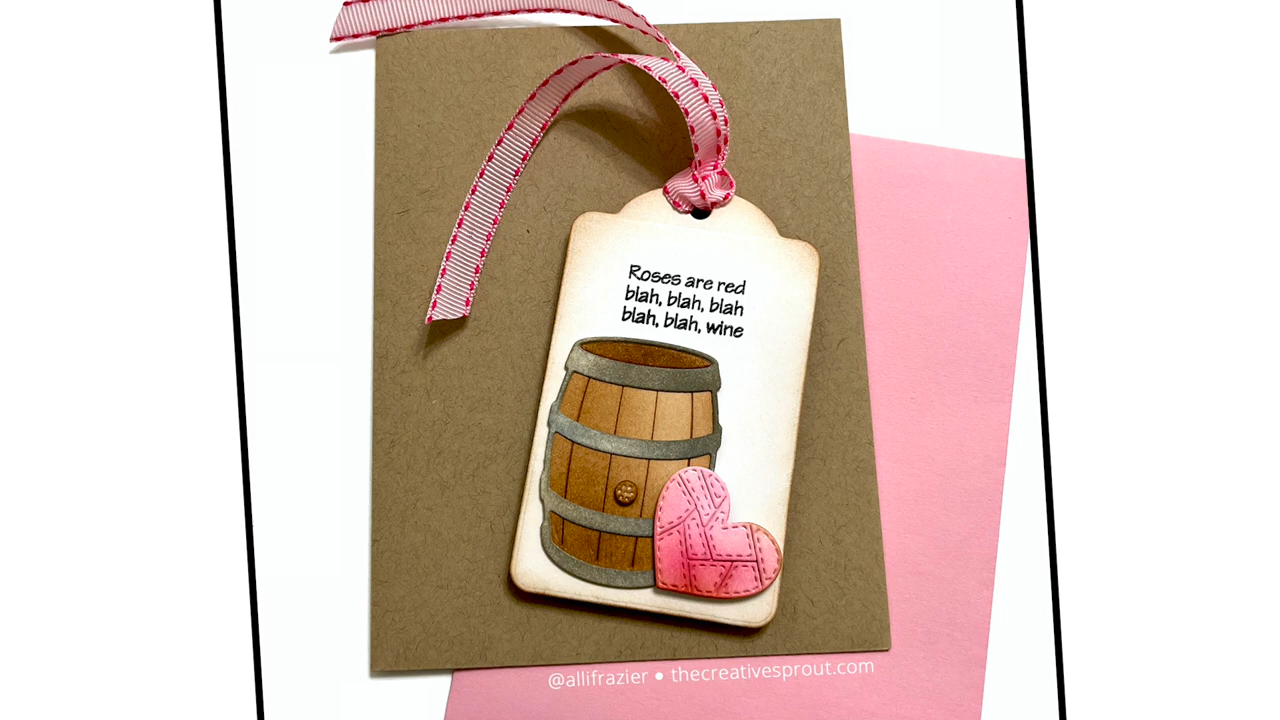 Roses are red
blah, blah, blah
blah, blah, wine
@allifrazier • thecreativesprout.com